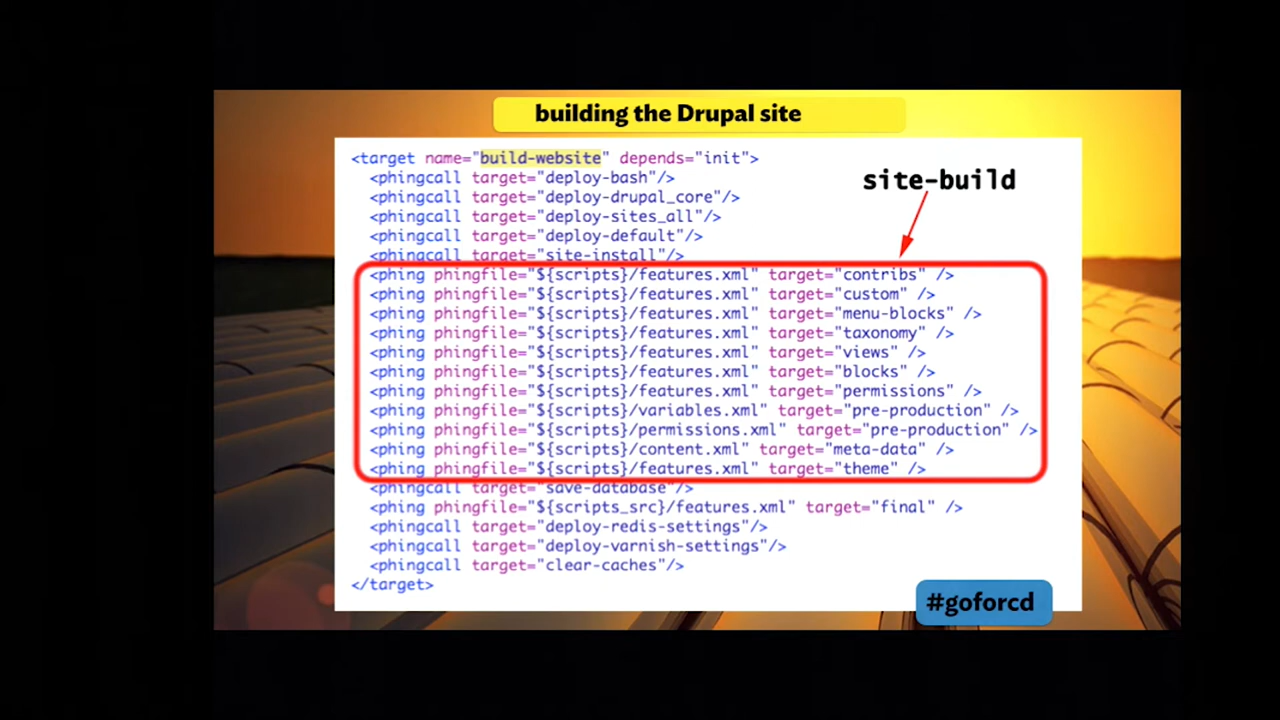 building the Drupal site
<target name="build-website" depends="init">
<phingcall target="deploy-bash"/>
site-build
<phingcall target="deploy-drupal_core"/>
<phingcall target="deploy-sites_all"/>
<phingcall target="deploy-default"/>
<phingcall target="site-install"/>
<phing phingfile="${scripts}/features.xml" target="contribs" />
<phing phingfile="${scripts}/features.xml" target="custom" />
<phing phingfile="${scripts}/features.xml" target="menu-blocks" />
<phing phingfile="${scripts}/features.xml" target="taxonomy" />
<phing phingfile="${scripts}/features.xml" target="views" />
<phing phingfile="${scripts}/features.xml" target="blocks" />
<phing phingfile="${scripts}/features.xml" target="permissions" />
<phing phingfile="${scripts}/variables.xml" target="pre-production" />
<phing phingfile="${scripts}/permissions.xml" target="pre-production" />
<phing phingfile="${scripts}/content.xml" target="meta-data" />
<phing phingfile="${scripts}/features.xml" target="theme" />
<phingcall target="save-database"/>
<phing phingfile="${scripts_src}/features.xml" target="final" />
<phingcall target="deploy-redis-settings"/>
<phingcall target="deploy-varnish-settings"/>
<phingcall target="clear-caches"/>
</target>
#goforcd